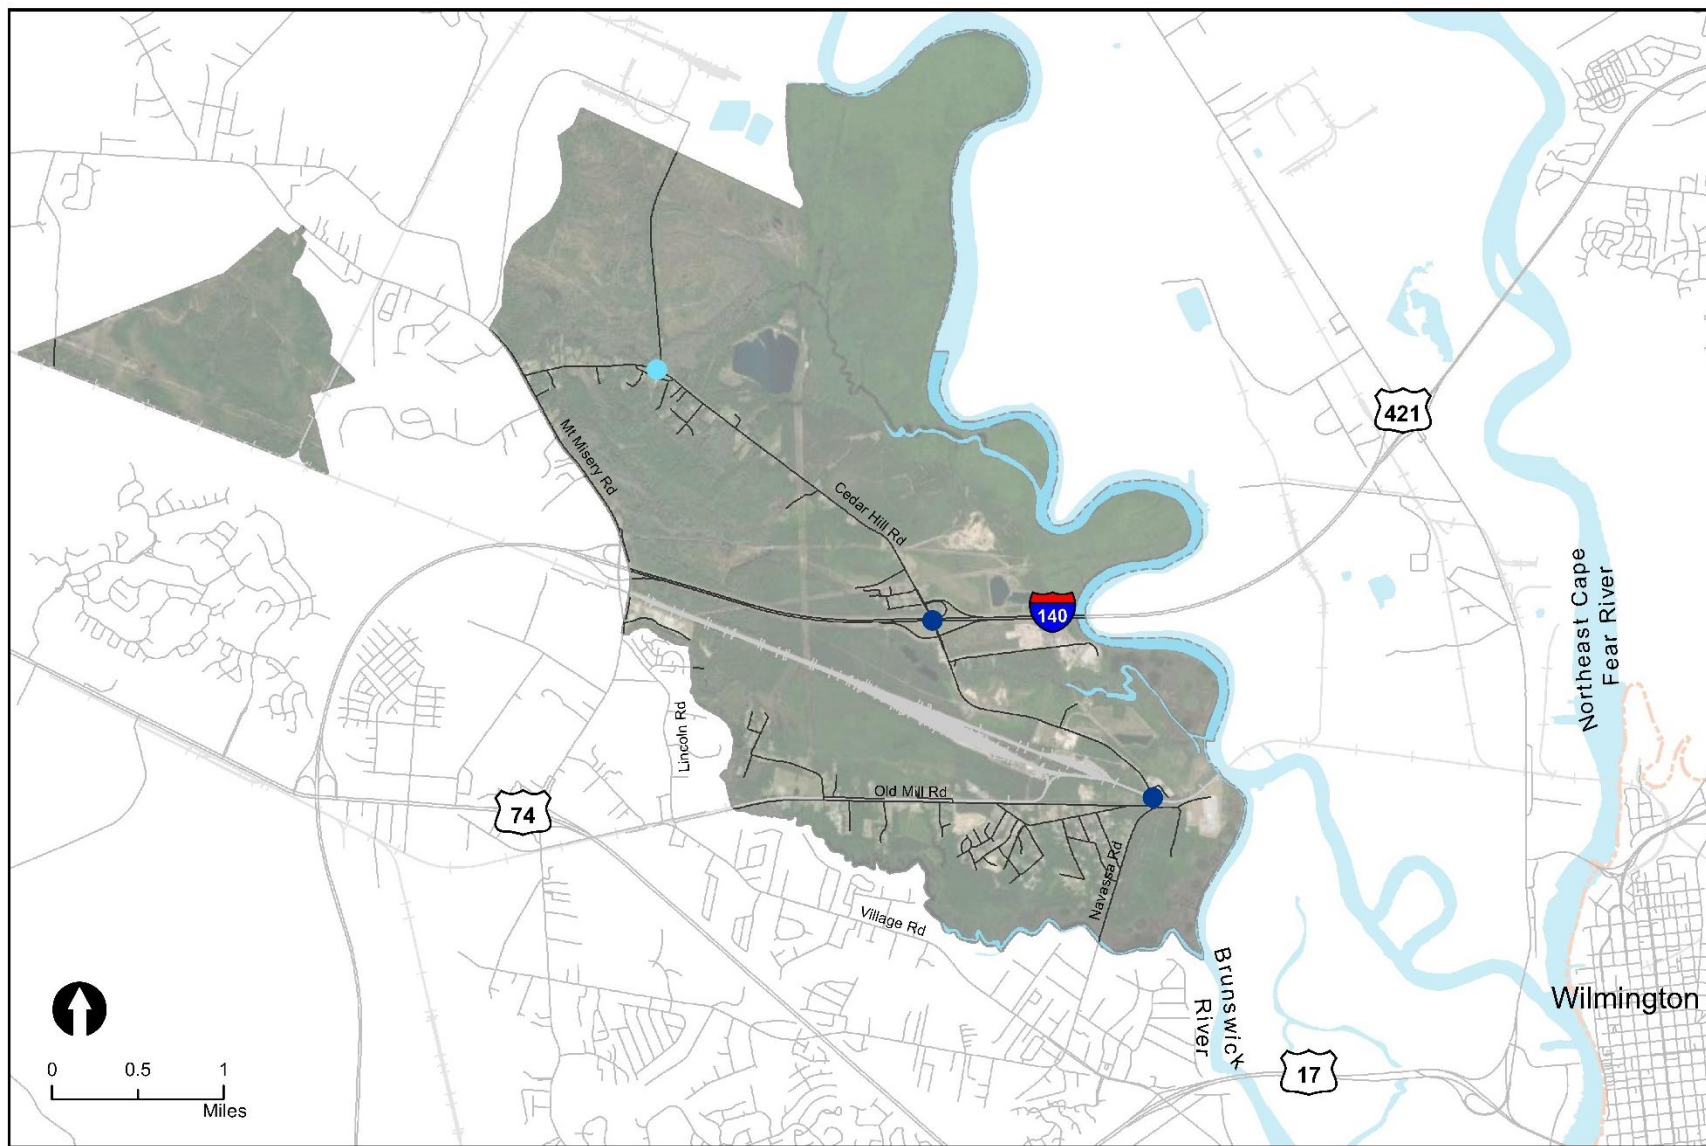 421
Mt Misery Rd
Cedar Hill Rd
140
Northeast Cape
Fear River
Lincoln Rd
Old Mill Rd
74
Navassa Rd
Village Rd
Brunswick
River
Wilmington
17
0 0.5 1
Miles